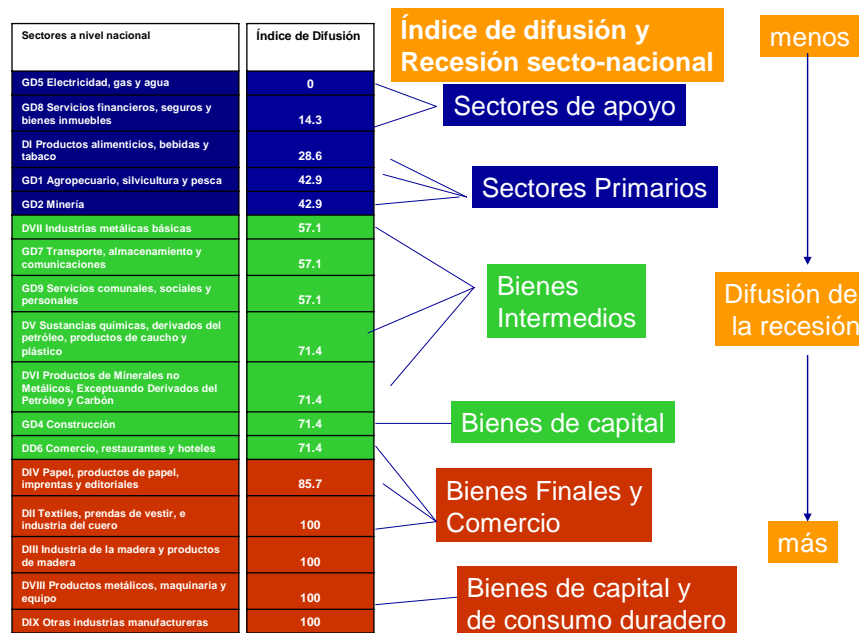 Sectores a nivel nacional
Índice de Difusión
GD5 Electricidad, gas y agua
0
GD8 Servicios financieros, seguros y
bienes inmuebles
14.3
DI Productos alimenticios, bebidas y
tabaco
28.6
GD1 Agropecuario, silvicultura y pesca
42.9
GD2 Minería
42.9
DVII Industrias metálicas básicas
57.1
GD7 Transporte, almacenamiento y
comunicaciones
57.1
GD9 Servicios comunales, sociales y
personales
57.1
DV Sustancias químicas, derivados del
petróleo, productos de caucho y
plástico
71.4
DVI Productos de Minerales no
Metálicos, Exceptuando Derivados del
Petróleo y Carbón
71.4
GD4 Construcción
71.4
DD6 Comercio, restaurantes y hoteles
71.4
DIV Papel, productos de papel,
imprentas y editoriales
85.7
DII Textiles, prendas de vestir, e
industria del cuero
100
DIII Industria de la madera y productos
de madera
100
DVIII Productos metálicos, maquinaria y
equipo
100
DIX Otras industrias manufactureras
100
Índice de difusión y
Recesión secto-nacional
Sectores de apoyo
Sectores Primarios
Bienes
Intermedios
Bienes de capital
Bienes Finales y
Comercio
Bienes de capital y
de consumo duradero
menos
Difusión de
la recesión
más